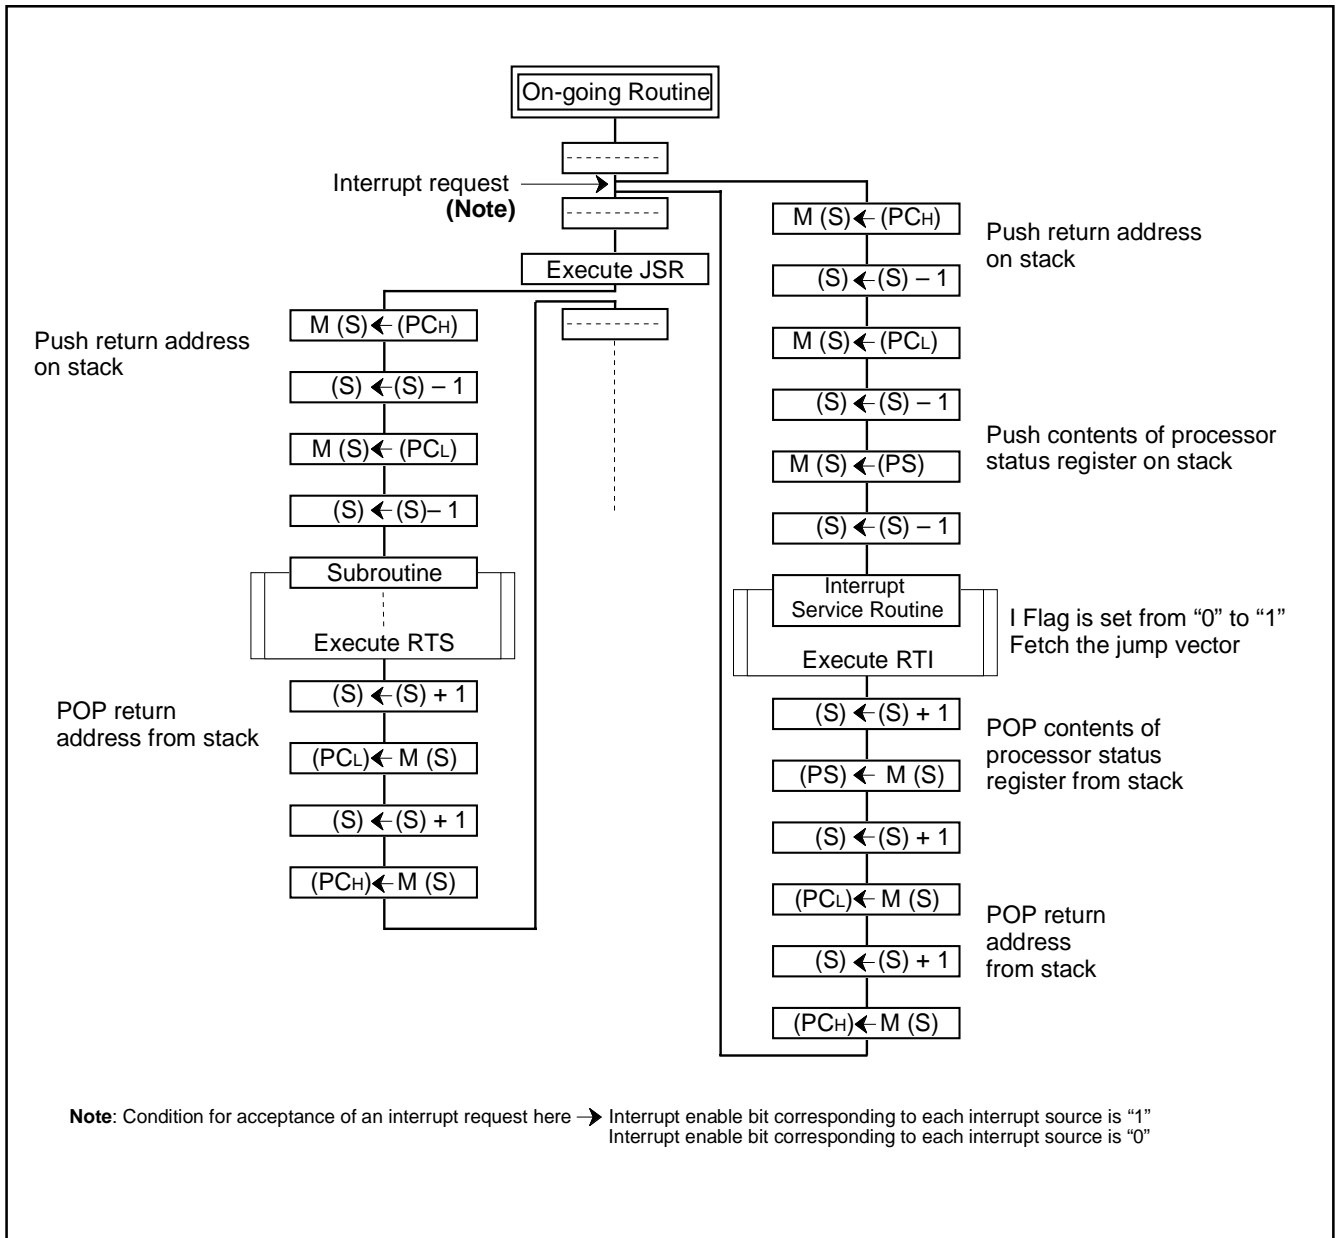 On-going Routine
Interrupt request
(Note)
Execute JSR
Push return address
on stack
M (S) ← (PCH)
(S) ← (S) – 1
M (S) ← (PCL)
(S) ← (S)– 1
Subroutine
Execute RTS
POP return
address from stack
(S) ← (S) + 1
(PCL) ← M (S)
(S) ← (S) + 1
(PCH) ← M (S)
M (S) ← (PCH)
(S) ← (S) – 1
M (S) ← (PCL)
(S) ← (S) – 1
M (S) ← (PS)
(S) ← (S) – 1
Push return address
on stack
Push contents of processor
status register on stack
Interrupt
Service Routine
Execute RTI
I Flag is set from “0” to “1”
Fetch the jump vector
(S) ← (S) + 1
(PS) ← M (S)
(S) ← (S) + 1
(PCL) ← M (S)
(S) ← (S) + 1
(PCH) ← M (S)
POP contents of
processor status
register from stack
POP return
address
from stack
Note: Condition for acceptance of an interrupt request here → Interrupt enable bit corresponding to each interrupt source is “1”
Interrupt enable bit corresponding to each interrupt source is “0”